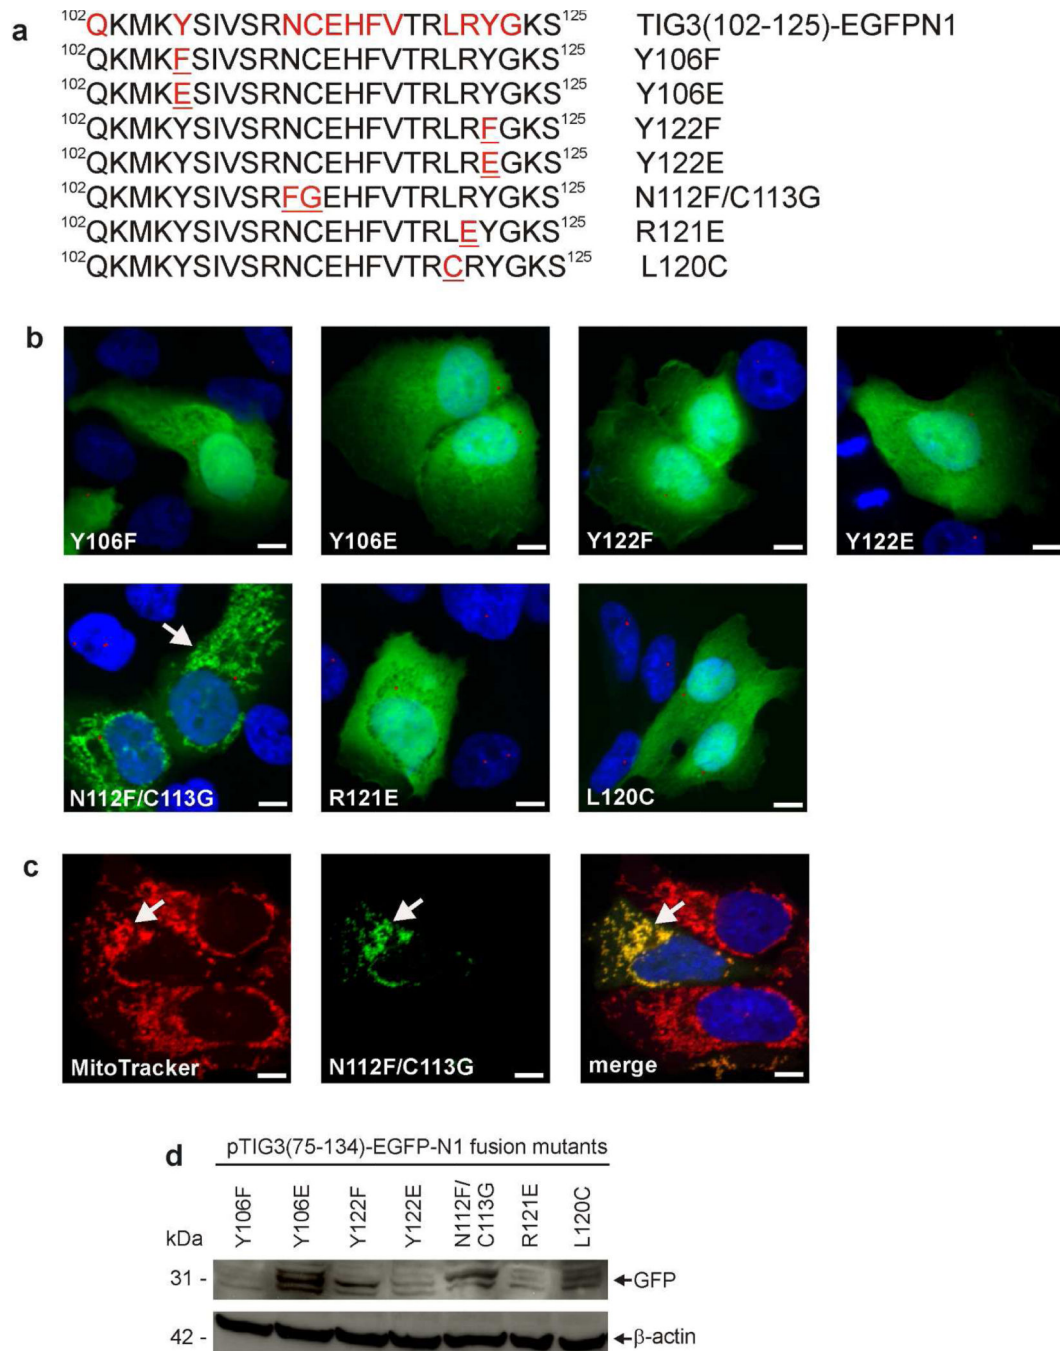 a
102QKMKYSIVSRNCEHFVTRLRYGKS125 TIG3(102-125)-EGFPN1
102QKMKFSIVSRNCEHFVTRLRYGKS125 Y106F
102QKMKESIVSRNCEHFVTRLRYGKS125 Y106E
102QKMKYSIVSRNCEHFVTRLRFGKS125 Y122F
102QKMKYSIVSRNCEHFVTRLREGKS125 Y122E
102QKMKYSIVSRFGEHFVTRLRYGKS125 N112F/C113G
102QKMKYSIVSRNCEHFVTRLEYGKS125 R121E
102QKMKYSIVSRNCEHFVTRCRYGKS125 L120C
b
Y106F Y106E Y122F Y122E
N112F/C113G R121E L120C
c
MitoTracker N112F/C113G merge
d pTIG3(75-134)-EGFP-N1 fusion mutants
kDa Y106F Y106E Y122F Y122E N112F/C113G R121E L120C
31 - GFP
42 - β-actin